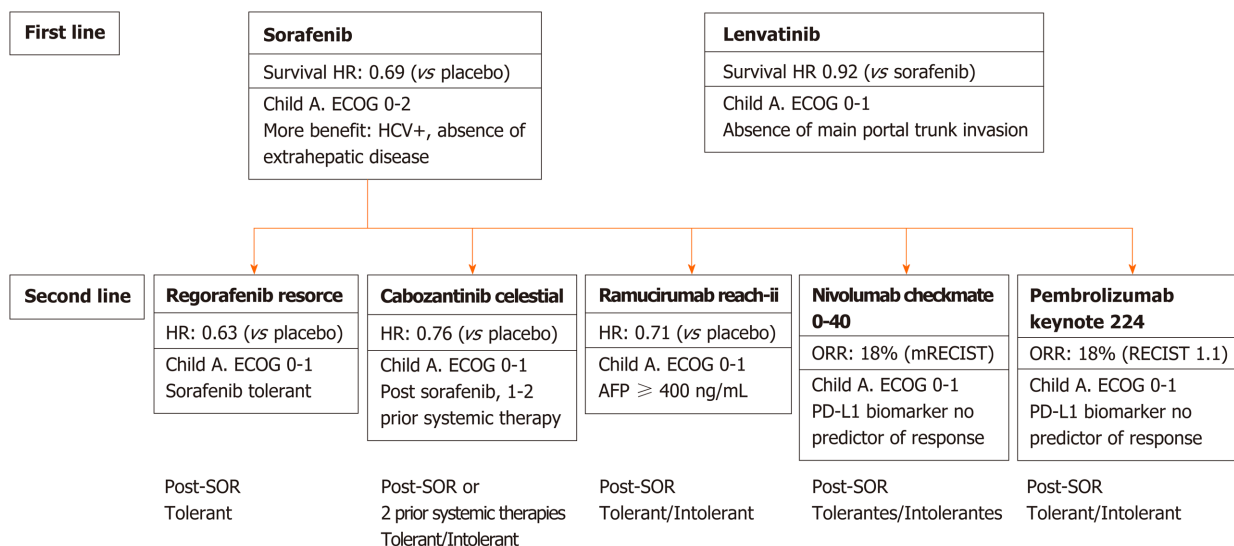 First line
Sorafenib
Survival HR: 0.69 (vs placebo)
Child A. ECOG 0-2
More benefit: HCV+, absence of
extrahepatic disease
Lenvatinib
Survival HR 0.92 (vs sorafenib)
Child A. ECOG 0-1
Absence of main portal trunk invasion
Second line
Regorafenib resorce
HR: 0.63 (vs placebo)
Child A. ECOG 0-1
Sorafenib tolerant
Post-SOR
Tolerant
Cabozantinib celestial
HR: 0.76 (vs placebo)
Child A. ECOG 0-1
Post sorafenib, 1-2
prior systemic therapy
Post-SOR or
2 prior systemic therapies
Tolerant/Intolerant
Ramucirumab reach-ii
HR: 0.71 (vs placebo)
Child A. ECOG 0-1
AFP ⩾ 400 ng/mL
Post-SOR
Tolerant/Intolerant
Nivolumab checkmate
0-40
ORR: 18% (mRECIST)
Child A. ECOG 0-1
PD-L1 biomarker no
predictor of response
Post-SOR
Tolerantes/Intolerantes
Pembrolizumab
keynote 224
ORR: 18% (RECIST 1.1)
Child A. ECOG 0-1
PD-L1 biomarker no
predictor of response
Post-SOR
Tolerant/Intolerant